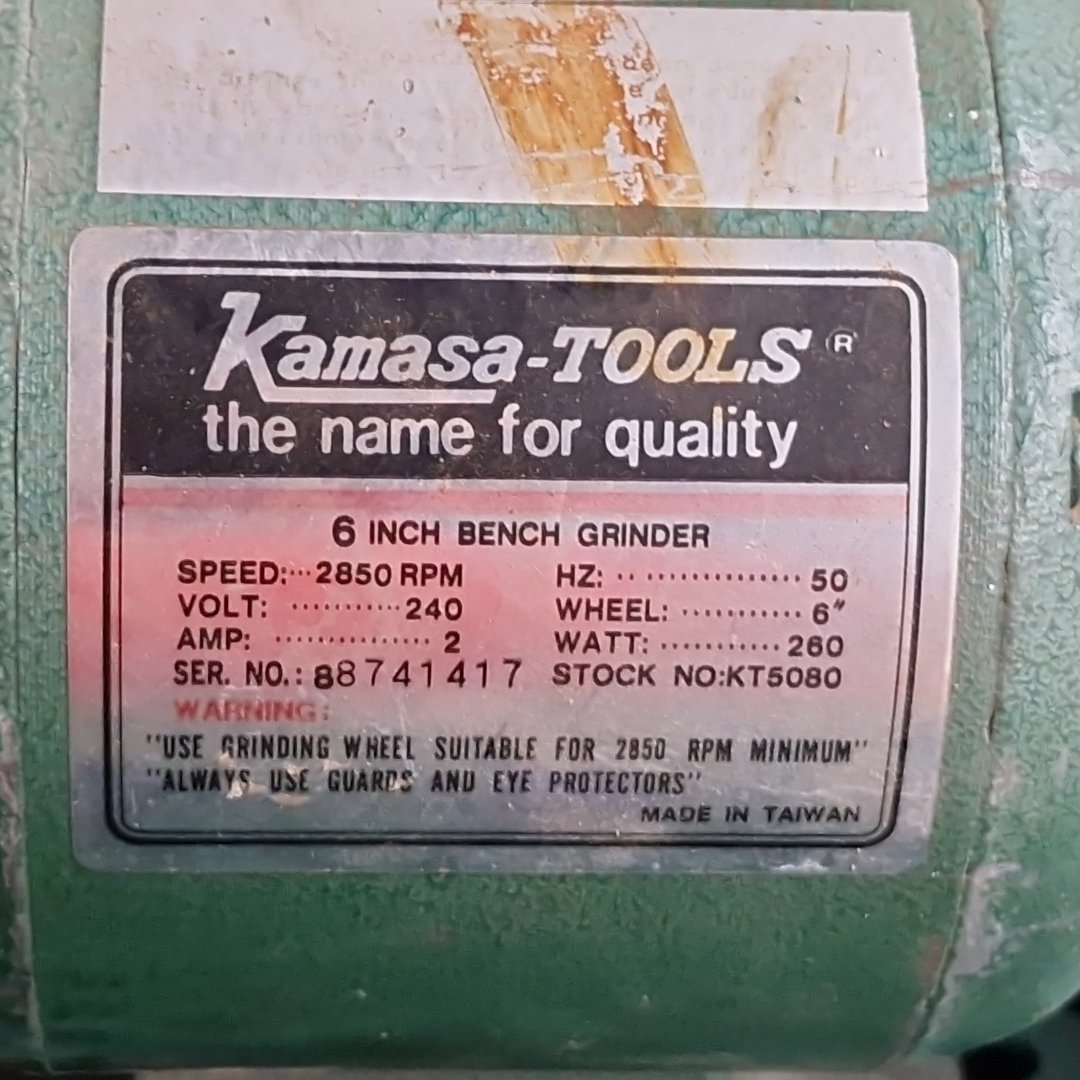 Kamasa-TOOLS ®
the name for quality
6 INCH BENCH GRINDER
SPEED:...2850 RPM HZ: .. ............... 50
VOLT: ...........240 WHEEL: ........... 6"
AMP: ............... 2 WATT: ...........260
SER. NO.: 88741417 STOCK NO:KT5080
WARNING:
"USE GRINDING WHEEL SUITABLE FOR 2850 RPM MINIMUM"
"ALWAYS USE GUARDS AND EYE PROTECTORS"
MADE IN TAIWAN